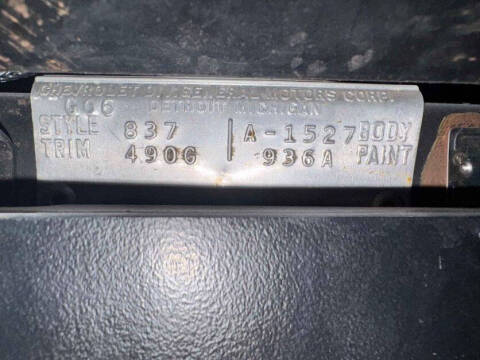 CHEVROLET DIV. GENERAL MOTORS CORP.
G06 DETROIT MICHIGAN
STYLE 837 A-1527 BODY
TRIM 490G 936A PAINT